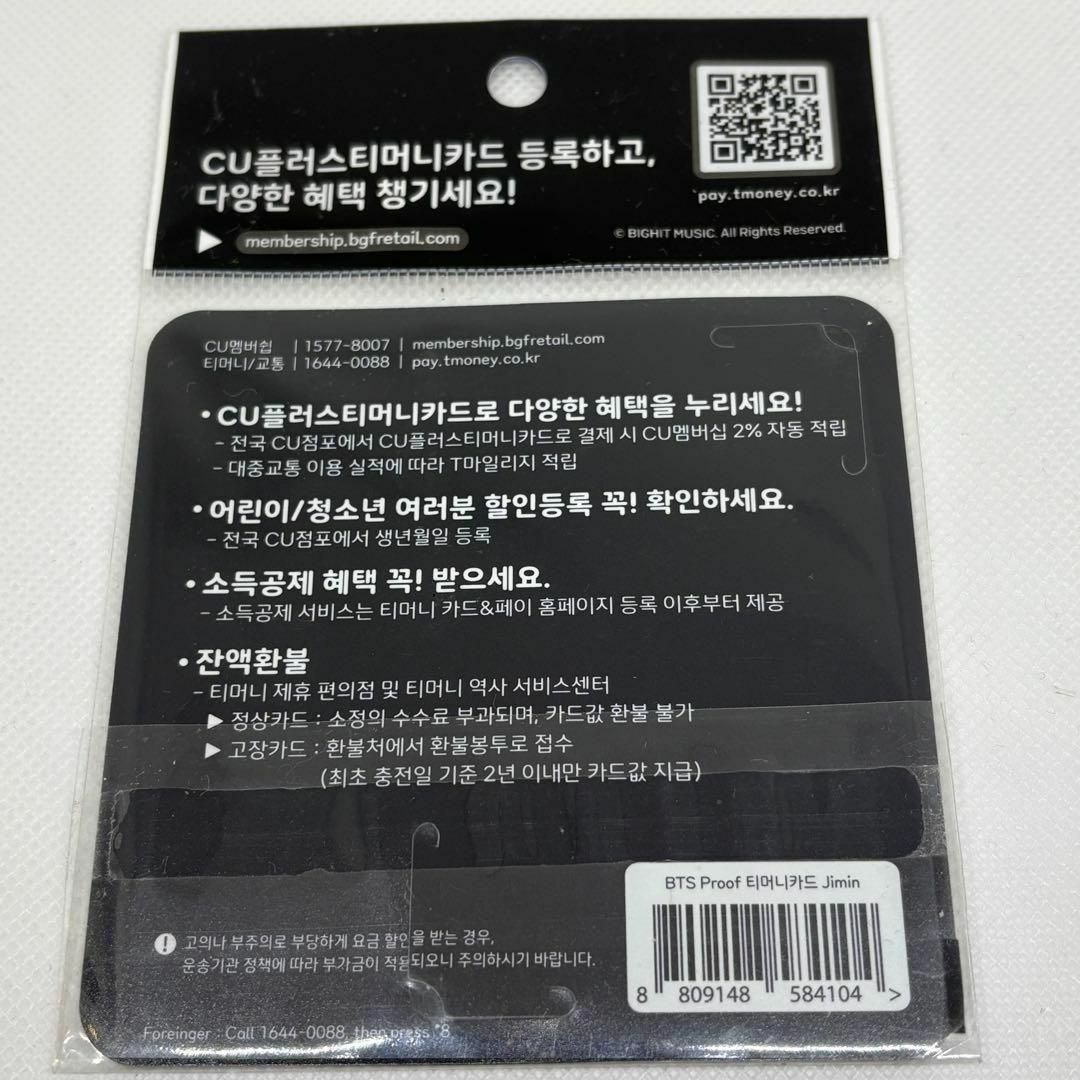 CU플러스티머니카드 등록하고,
다양한 혜택 챙기세요!
▶ membership.bgfretail.com
pay.tmoney.co.kr
© BIGHIT MUSIC. All Rights Reserved.
CU멤버쉽 | 1577-8007 | membership.bgfretail.com
티머니/교통 | 1644-0088 | pay.tmoney.co.kr
• CU플러스티머니카드로 다양한 혜택을 누리세요!
- 전국 CU점포에서 CU플러스티머니카드로 결제 시 CU멤버십 2% 자동 적립
- 대중교통 이용 실적에 따라 T마일리지 적립
• 어린이/청소년 여러분 할인등록 꼭! 확인하세요.
- 전국 CU점포에서 생년월일 등록
• 소득공제 혜택 꼭! 받으세요.
- 소득공제 서비스는 티머니 카드&페이 홈페이지 등록 이후부터 제공
• 잔액환불
- 티머니 제휴 편의점 및 티머니 역사 서비스센터
▶ 정상카드 : 소정의 수수료 부과되며, 카드값 환불 불가
▶ 고장카드 : 환불처에서 환불봉투로 접수
(최초 충전일 기준 2년 이내만 카드값 지급)
BTS Proof 티머니카드 Jimin
8 809148 584104 >
! 고의나 부주의로 부당하게 요금 할인을 받는 경우,
운송기관 정책에 따라 부가금이 적용되오니 주의하시기 바랍니다.
Foreinger : Call 1644-0088, then press *8